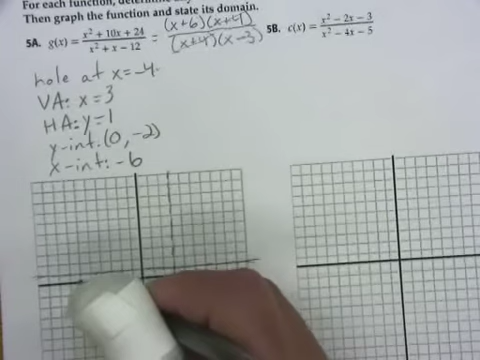 For each function, determine any
Then graph the function and state its domain.
5A. g(x) = x² + 10x + 24 / x² + x − 12 = (x+6)(x+4) / (x+4)(x−3)
5B. c(x) = x² − 2x − 3 / x² − 4x − 5
hole at x = -4
VA: x = 3
HA: y = 1
y-int: (0, -2)
x-int: -6